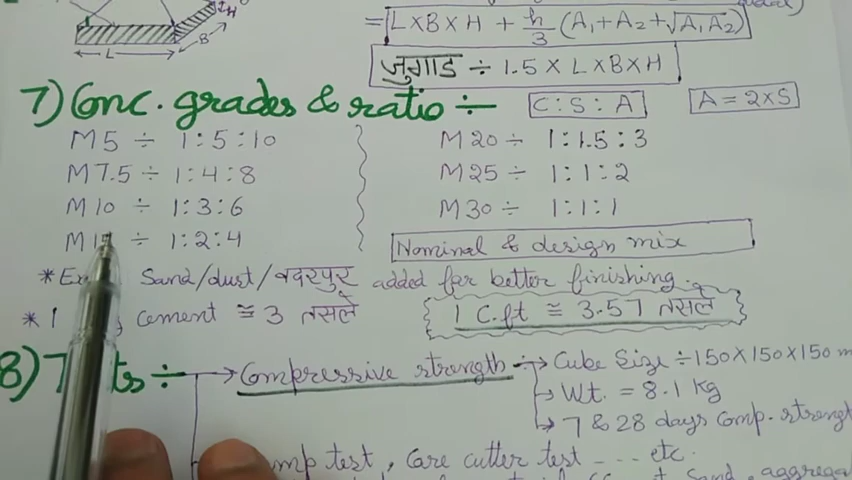 = L×B×H + h/3 (A₁+A₂+√A₁A₂)
H
L
B
जुगाड ÷ 1.5 × L×B×H
7) Conc. grades & ratio ÷ C:S:A A=2×S
M5 ÷ 1:5:10
M7.5 ÷ 1:4:8
M10 ÷ 1:3:6
÷ 1:2:4
M20 ÷ 1:1.5:3
M25 ÷ 1:1:2
M30 ÷ 1:1:1
Nominal & design mix
* Sand/dust/बदरपुर added for better finishing.
* 1 cement ≅ 3 तसले
1 C.ft ≅ 3.57 तसले
8) ÷ → Compressive strength ÷ → Cube Size ÷ 150×150×150
→ Wt. = 8.1 kg
→ 7 & 28 days Comp. strength
test, Core cutter test ---- etc.
Sand,